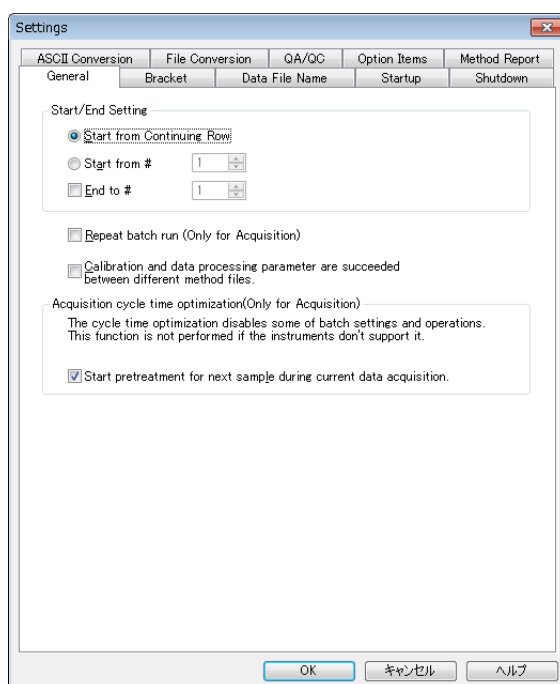 Settings
ASCII Conversion File Conversion QA/QC Option Items Method Report
General Bracket Data File Name Startup Shutdown
Start/End Setting
Start from Continuing Row
Start from # 1
End to # 1
Repeat batch run (Only for Acquisition)
Calibration and data processing parameter are succeeded
between different method files.
Acquisition cycle time optimization(Only for Acquisition)
The cycle time optimization disables some of batch settings and operations.
This function is not performed if the instruments don't support it.
Start pretreatment for next sample during current data acquisition.
OK キャンセル ヘルプ